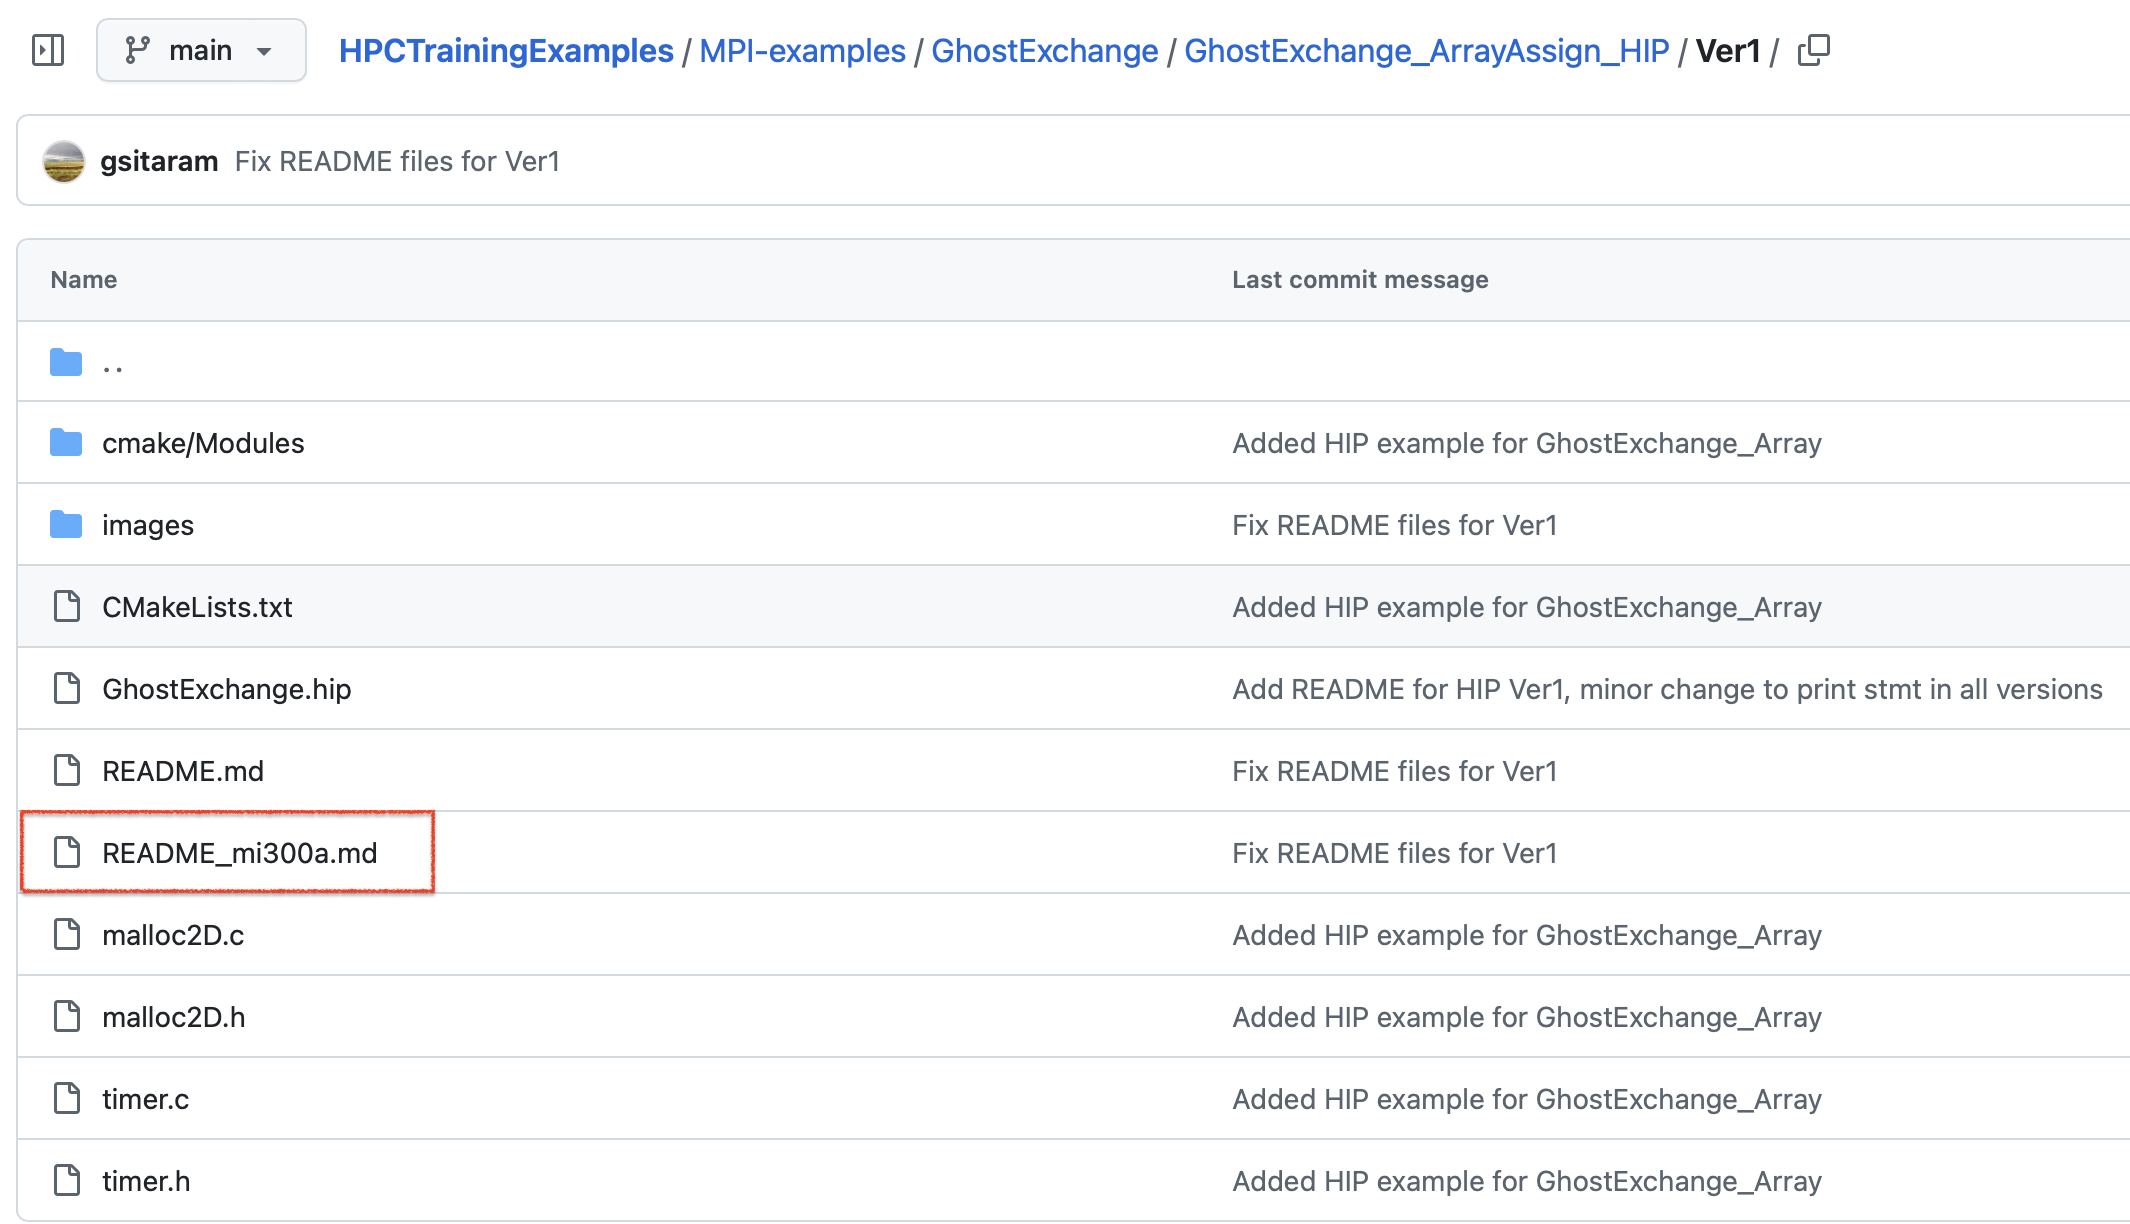 main HPCTrainingExamples / MPI-examples / GhostExchange / GhostExchange_ArrayAssign_HIP / Ver1 /
gsitaram Fix README files for Ver1
Name Last commit message
..
cmake/Modules Added HIP example for GhostExchange_Array
images Fix README files for Ver1
CMakeLists.txt Added HIP example for GhostExchange_Array
GhostExchange.hip Add README for HIP Ver1, minor change to print stmt in all versions
README.md Fix README files for Ver1
README_mi300a.md Fix README files for Ver1
malloc2D.c Added HIP example for GhostExchange_Array
malloc2D.h Added HIP example for GhostExchange_Array
timer.c Added HIP example for GhostExchange_Array
timer.h Added HIP example for GhostExchange_Array